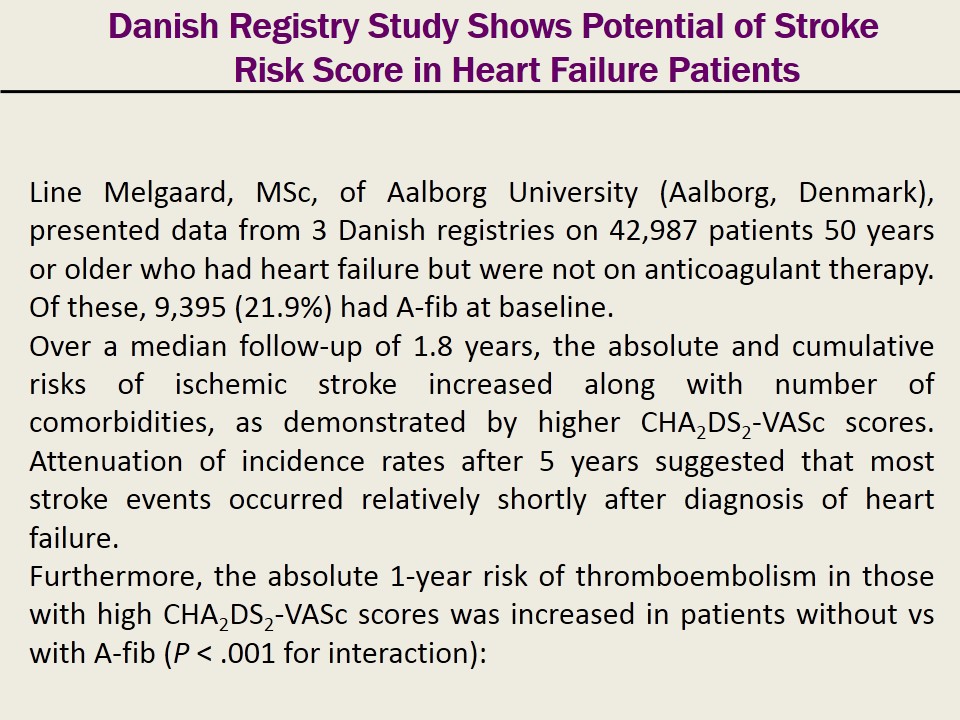 Danish Registry Study Shows Potential of Stroke
Risk Score in Heart Failure Patients
Line Melgaard, MSc, of Aalborg University (Aalborg, Denmark),
presented data from 3 Danish registries on 42,987 patients 50 years
or older who had heart failure but were not on anticoagulant therapy.
Of these, 9,395 (21.9%) had A-fib at baseline.
Over a median follow-up of 1.8 years, the absolute and cumulative
risks of ischemic stroke increased along with number of
comorbidities, as demonstrated by higher CHA₂DS₂-VASc scores.
Attenuation of incidence rates after 5 years suggested that most
stroke events occurred relatively shortly after diagnosis of heart
failure.
Furthermore, the absolute 1-year risk of thromboembolism in those
with high CHA₂DS₂-VASc scores was increased in patients without vs
with A-fib (P < .001 for interaction):